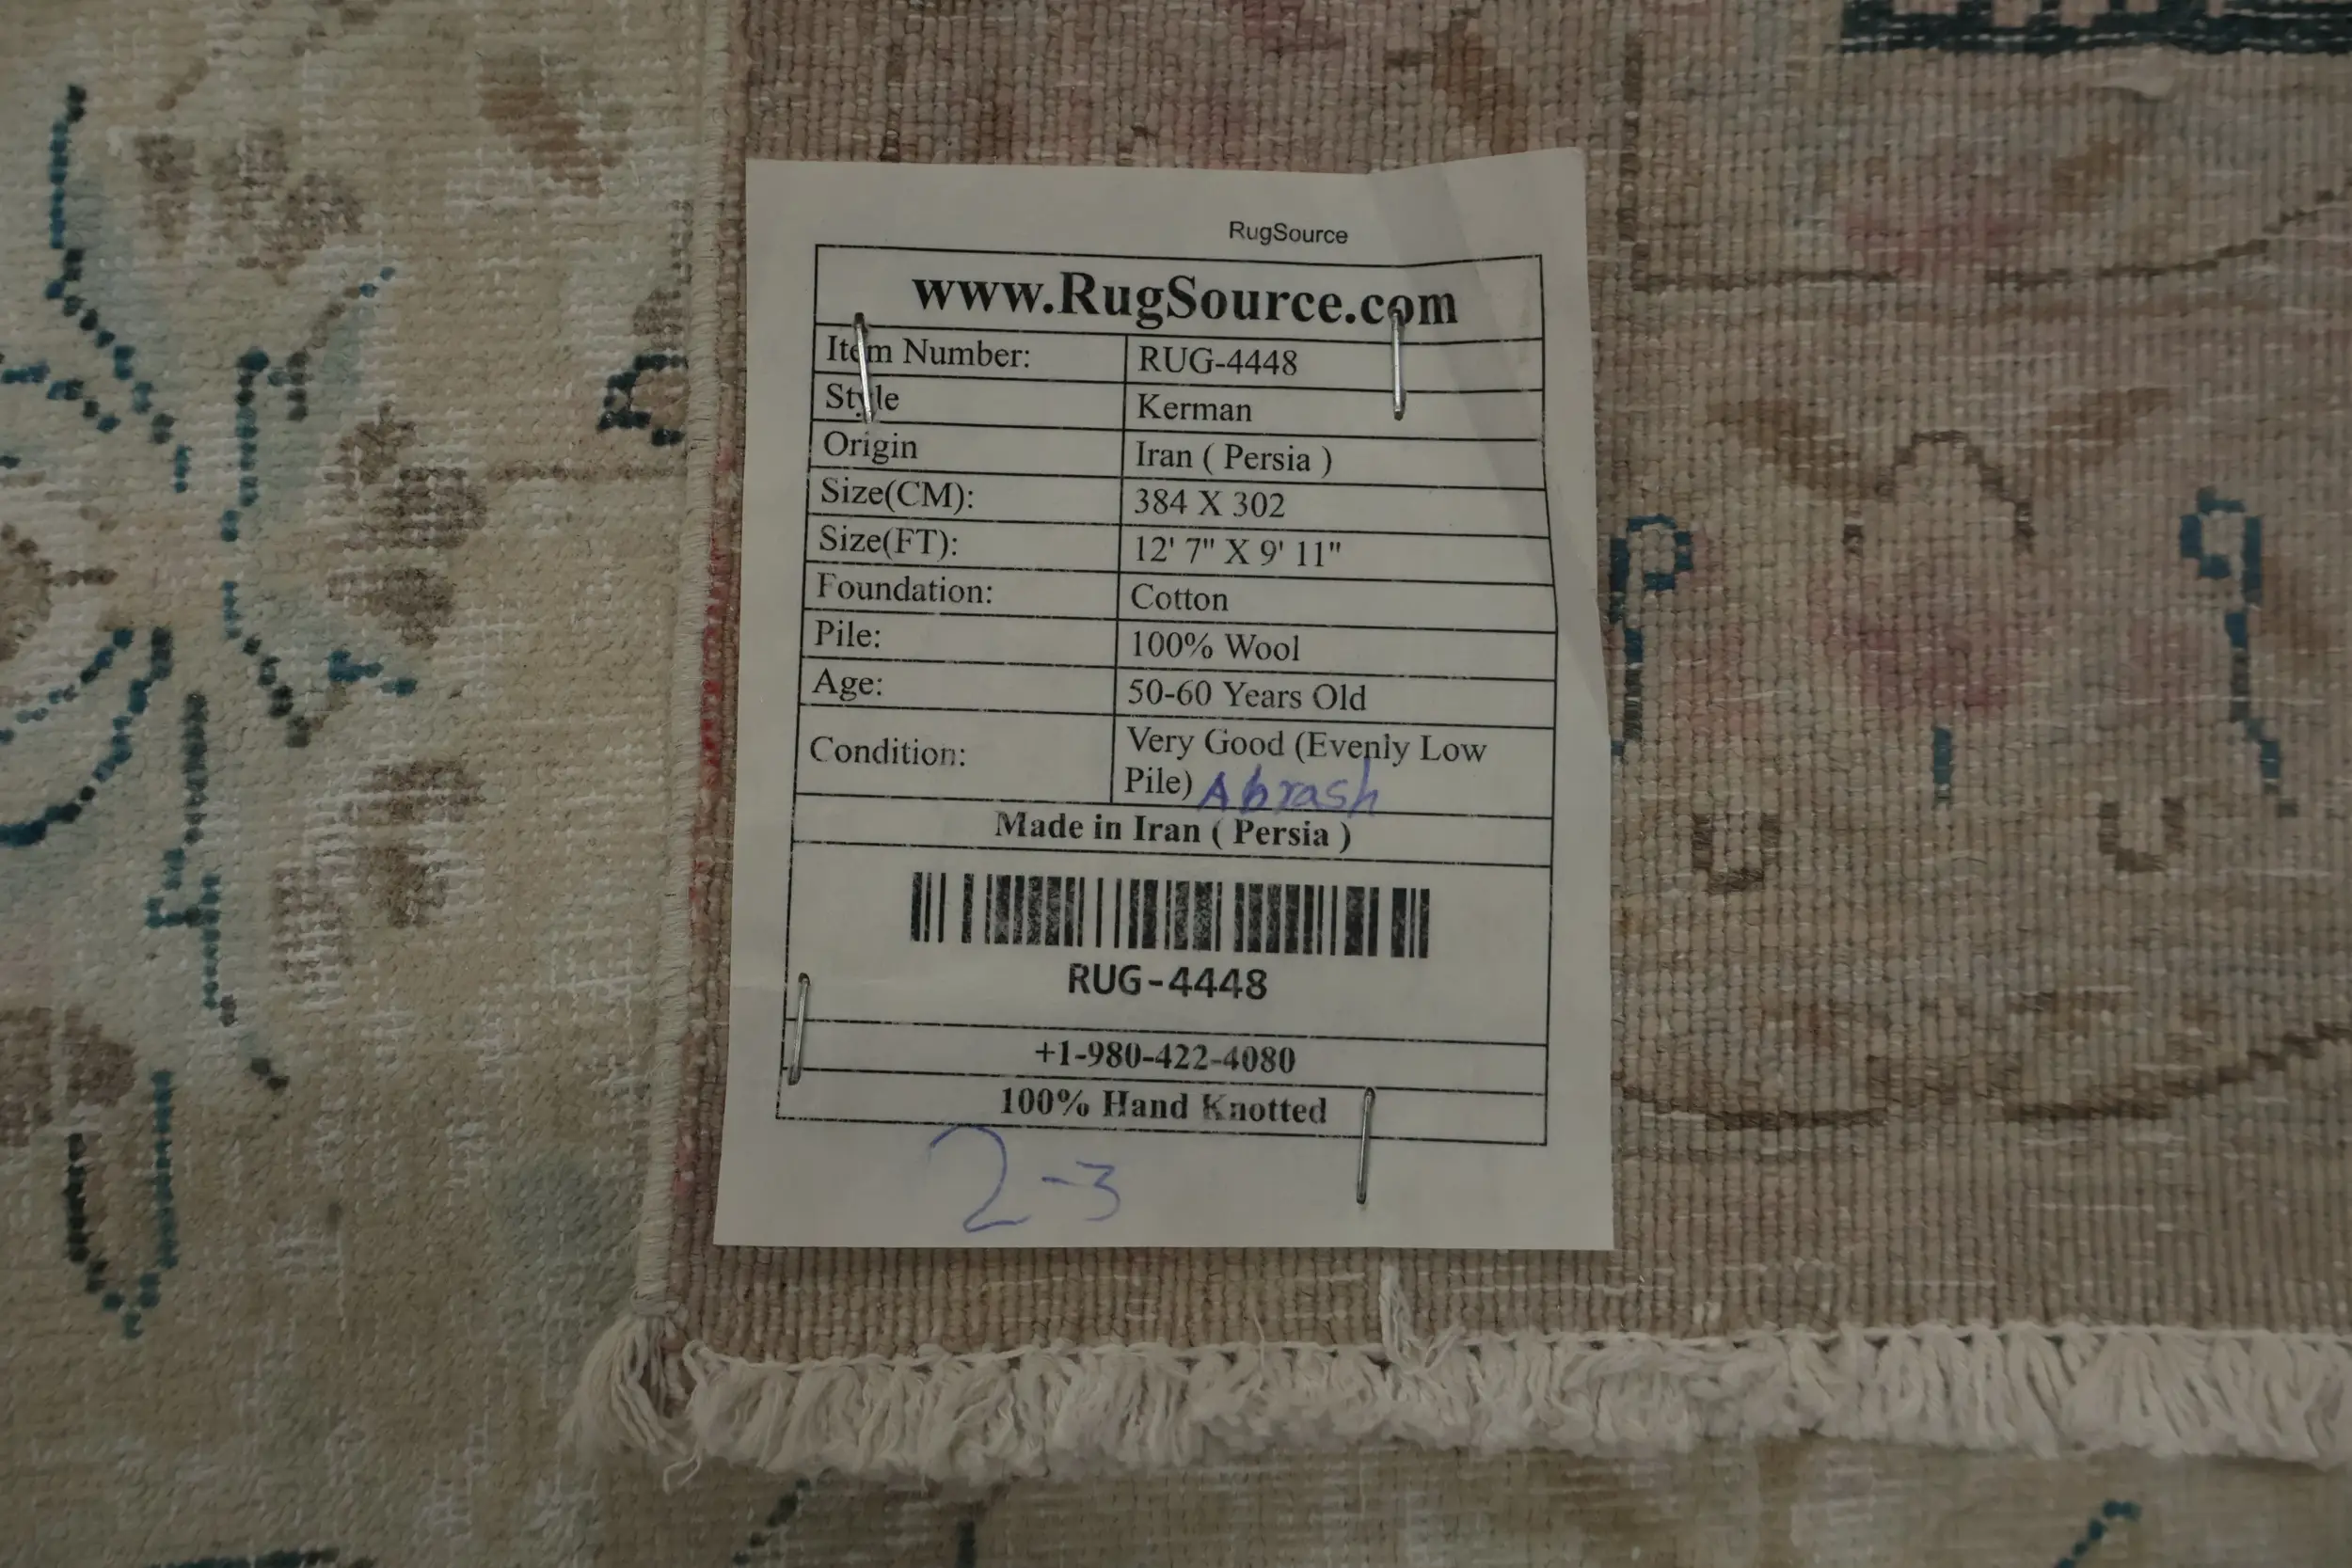 RugSource
www.RugSource.com
Item Number: RUG-4448
Style Kerman
Origin Iran ( Persia )
Size(CM): 384 X 302
Size(FT): 12' 7" X 9' 11"
Foundation: Cotton
Pile: 100% Wool
Age: 50-60 Years Old
Condition: Very Good (Evenly Low
Pile) Abrash
Made in Iran ( Persia )
RUG-4448
+1-980-422-4080
100% Hand Knotted
2-3